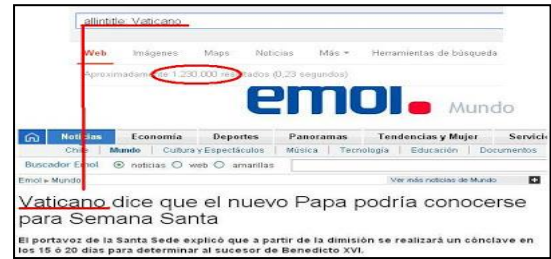 allintitle: Vaticano
Web Imágenes Maps Noticias Más Herramientas de búsqueda
Aproximadamente 1.230.000 resultados (0,23 segundos)
emol Mundo
Noticias Economía Deportes Panoramas Tendencias y Mujer Servici
Chile Mundo Cultura y Espectáculos Música Tecnología Educación Documentos
Buscador Emol noticias web amarillas
Emol » Mundo Ver más noticias de Mundo
Vaticano dice que el nuevo Papa podría conocerse
para Semana Santa
El portavoz de la Santa Sede explicó que a partir de la dimisión se realizará un cónclave en
los 15 ó 20 días para determinar al sucesor de Benedicto XVI.